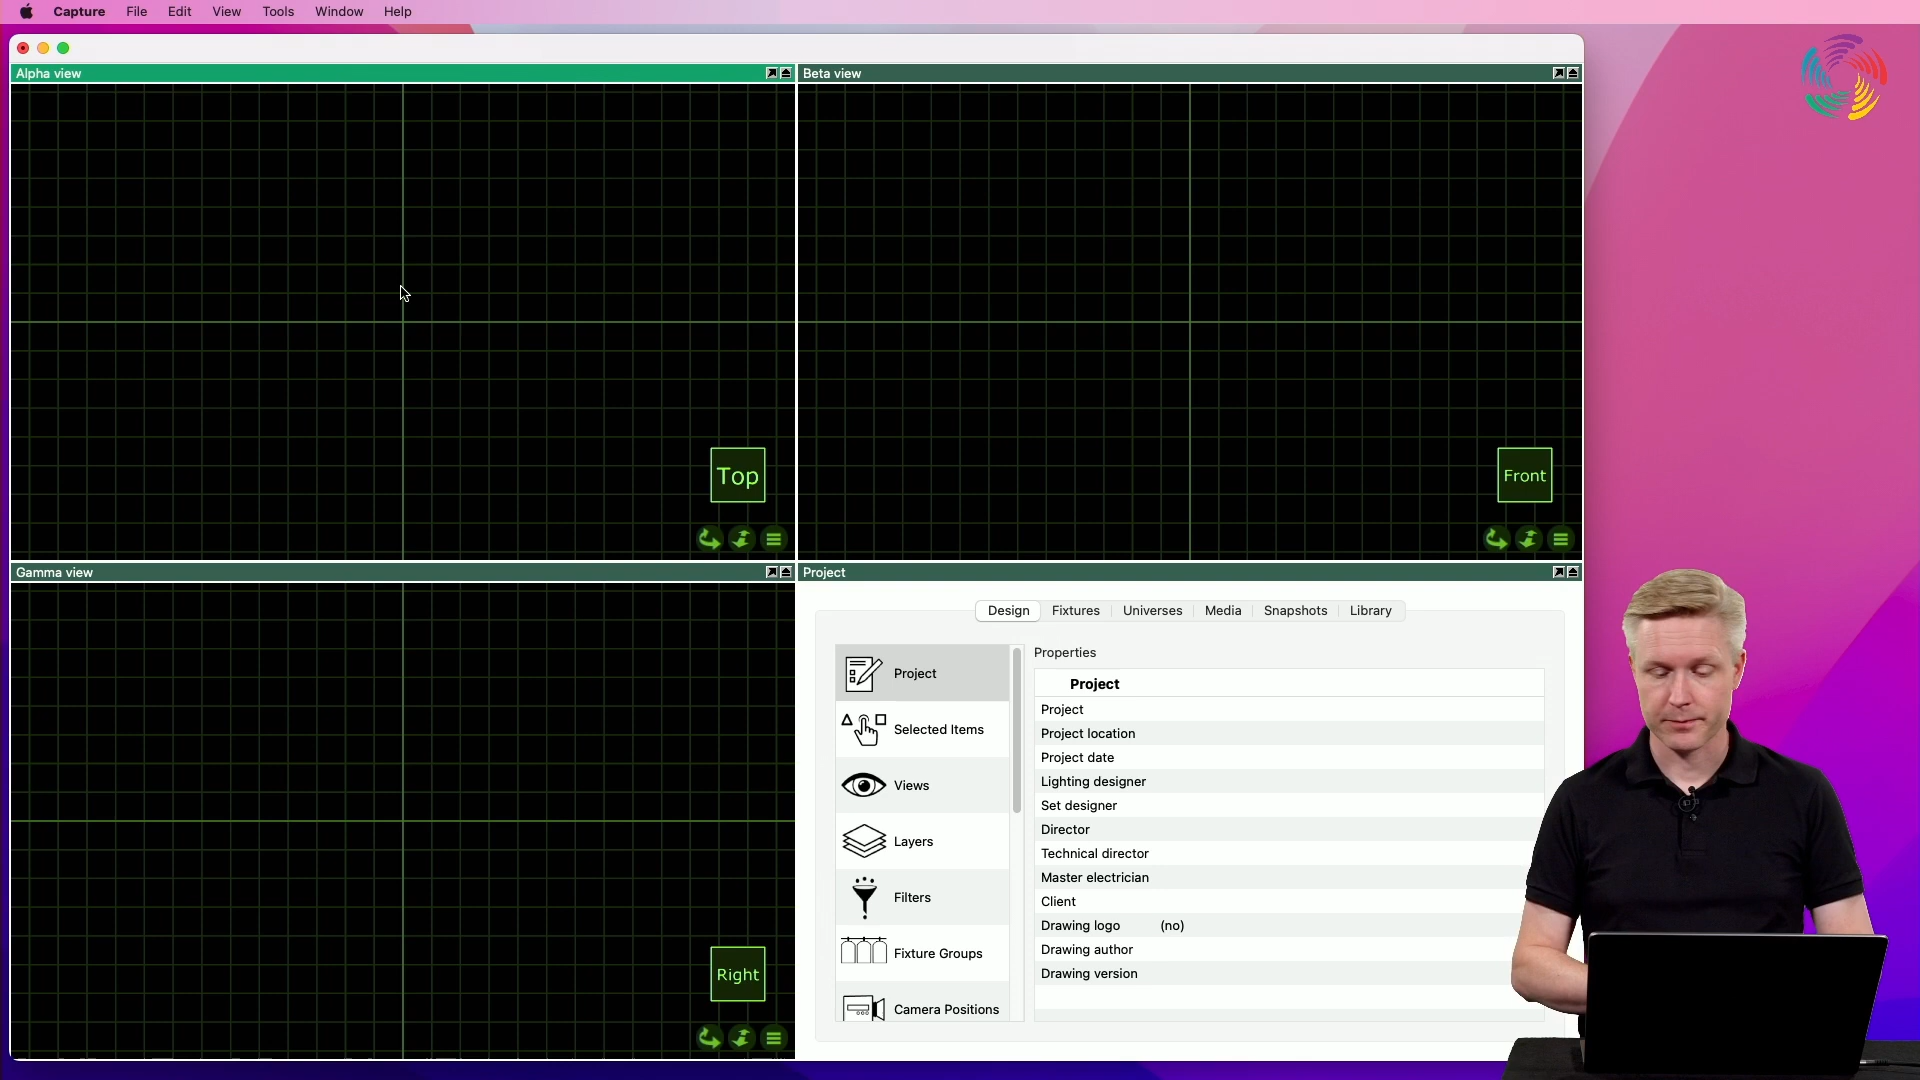 Capture File Edit View Tools Window Help
Alpha view
Beta view
Top
Front
Gamma view
Project
Design Fixtures Universes Media Snapshots Library
Project
Selected Items
Views
Layers
Filters
Fixture Groups
Camera Positions
Properties
Project
Project
Project location
Project date
Lighting designer
Set designer
Director
Technical director
Master electrician
Client
Drawing logo (no)
Drawing author
Drawing version
Right